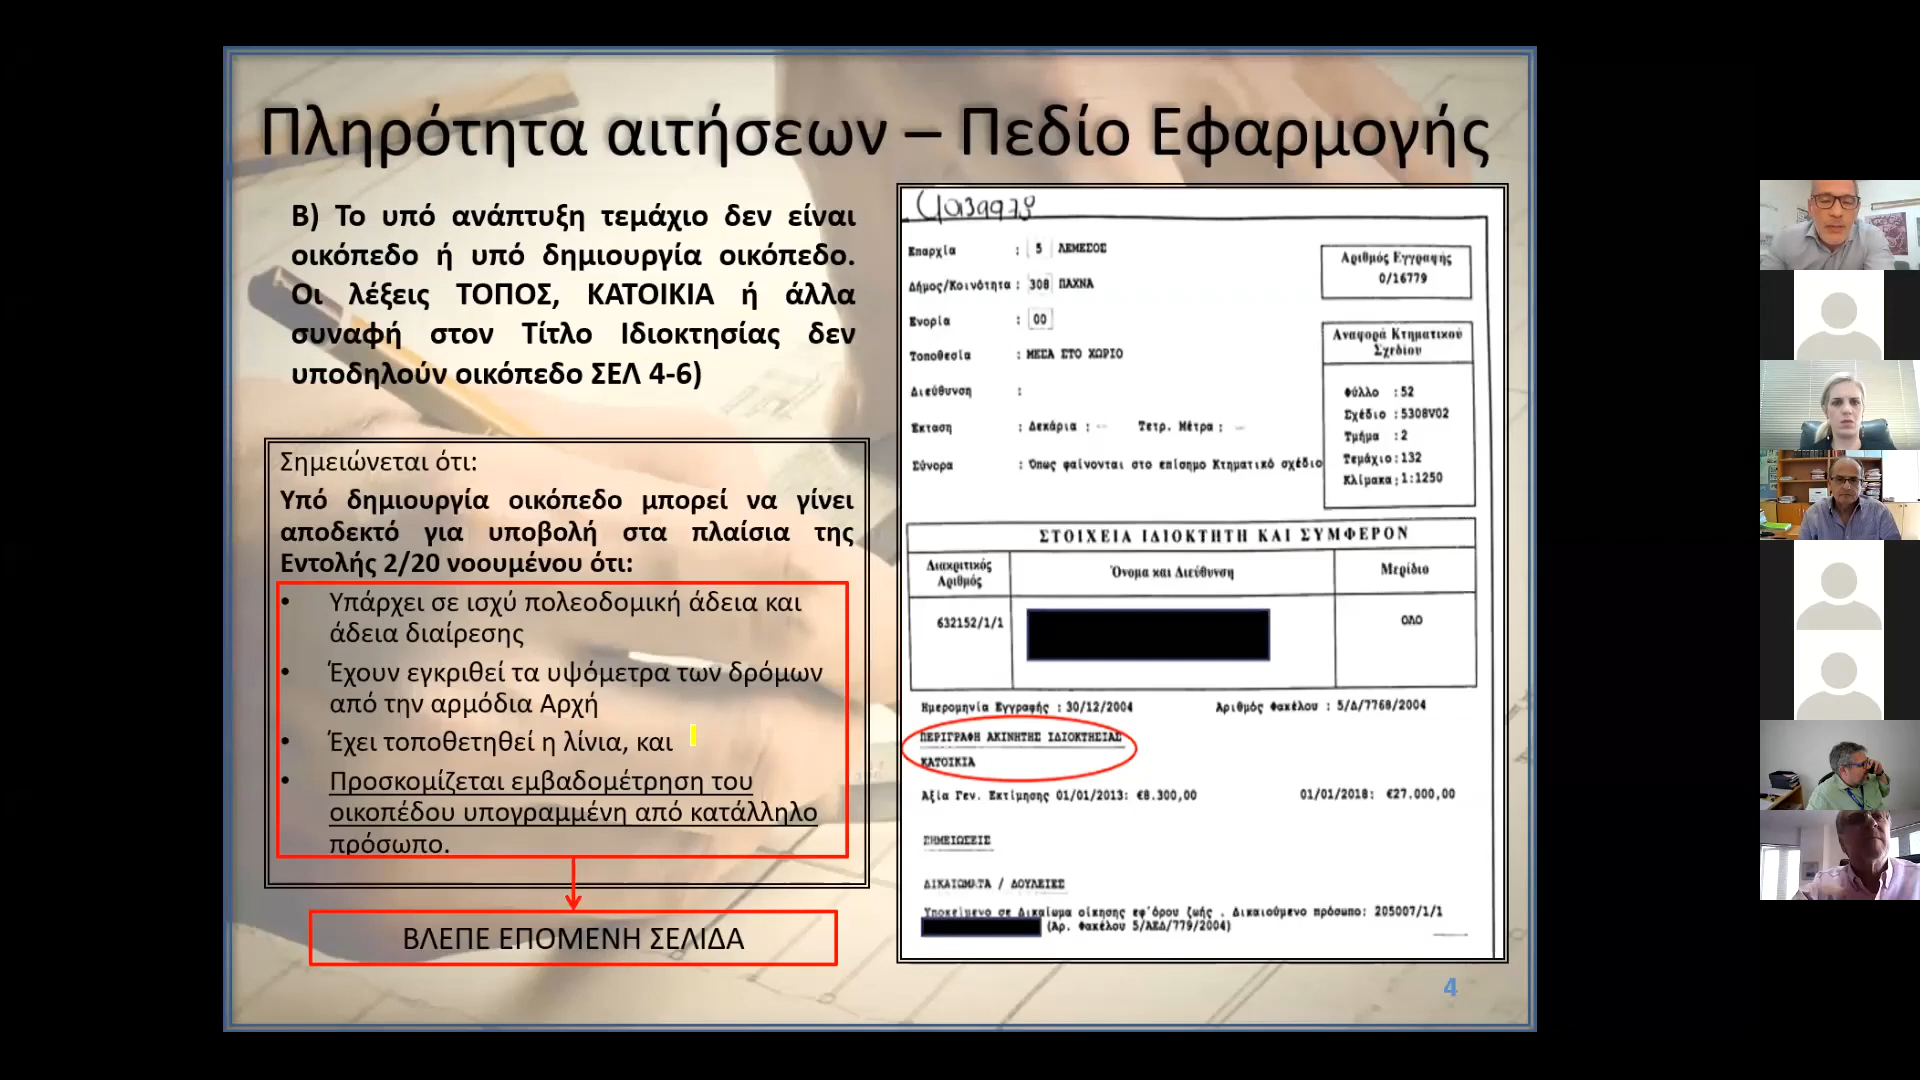 Πληρότητα αιτήσεων – Πεδίο Εφαρμογής
Β) Το υπό ανάπτυξη τεμάχιο δεν είναι
οικόπεδο ή υπό δημιουργία οικόπεδο.
Οι λέξεις ΤΟΠΟΣ, ΚΑΤΟΙΚΙΑ ή άλλα
συναφή στον Τίτλο Ιδιοκτησίας δεν
υποδηλούν οικόπεδο ΣΕΛ 4-6)
Σημειώνεται ότι:
Υπό δημιουργία οικόπεδο μπορεί να γίνει
αποδεκτό για υποβολή στα πλαίσια της
Εντολής 2/20 νοουμένου ότι:
• Υπάρχει σε ισχύ πολεοδομική άδεια και
άδεια διαίρεσης
• Έχουν εγκριθεί τα υψόμετρα των δρόμων
από την αρμόδια Αρχή
• Έχει τοποθετηθεί η λίνια, και
• Προσκομίζεται εμβαδομέτρηση του
οικοπέδου υπογραμμένη από κατάλληλο
πρόσωπο.
ΒΛΕΠΕ ΕΠΟΜΕΝΗ ΣΕΛΙΔΑ
Επαρχία : 5 ΛΕΜΕΣΟΣ
Δήμος/Κοινότητα : 308 ΠΑΧΝΑ
Ενορία : 00
Τοποθεσία : ΜΕΣΑ ΣΤΟ ΧΩΡΙΟ
Διεύθυνση :
Έκταση : Δεκάρια : Τετρ. Μέτρα :
Σύνορα : Όπως φαίνονται στο επίσημο Κτηματικό σχέδιο
Αριθμός Εγγραφής
0/16779
Αναφορά Κτηματικού
Σχεδίου
Φύλλο : 52
Σχέδιο : 5308V02
Τμήμα : 2
Τεμάχιο : 132
Κλίμακα : 1:1250
ΣΤΟΙΧΕΙΑ ΙΔΙΟΚΤΗΤΗ ΚΑΙ ΣΥΜΦΕΡΟΝ
Διακριτικός
Αριθμός
Όνομα και Διεύθυνση
Μερίδιο
632152/1/1
ΟΛΟ
Ημερομηνία Εγγραφής : 30/12/2004 Αριθμός Φακέλου : 5/Δ/7768/2004
ΠΕΡΙΓΡΑΦΗ ΑΚΙΝΗΤΗΣ ΙΔΙΟΚΤΗΣΙΑΣ
ΚΑΤΟΙΚΙΑ
Αξία Γεν. Εκτίμησης 01/01/2013: €8.300,00 01/01/2018: €27.000,00
ΣΗΜΕΙΩΣΕΙΣ
ΔΙΚΑΙΩΜΑΤΑ / ΔΟΥΛΕΙΕΣ
Υποκείμενο σε Δικαίωμα οίκησης εφ'όρου ζωής . Δικαιούμενο πρόσωπο: 205007/1/1
(Αρ. Φακέλου 5/ΑΕΔ/779/2004)
4